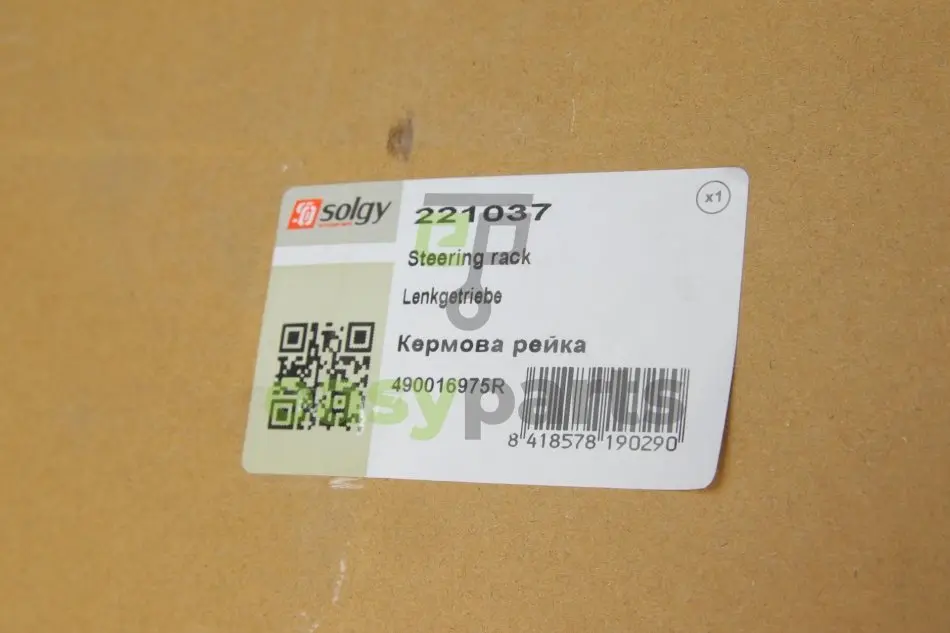 solgy
221037
x1
Steering rack
Lenkgetriebe
Кермова рейка
490016975R
easyparts
8 418578 190290